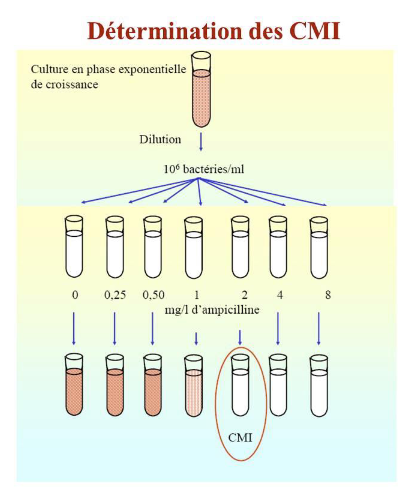 Détermination des CMI
Culture en phase exponentielle
de croissance
Dilution
10⁶ bactéries/ml
0 0,25 0,50 1 2 4 8
mg/l d'ampicilline
CMI